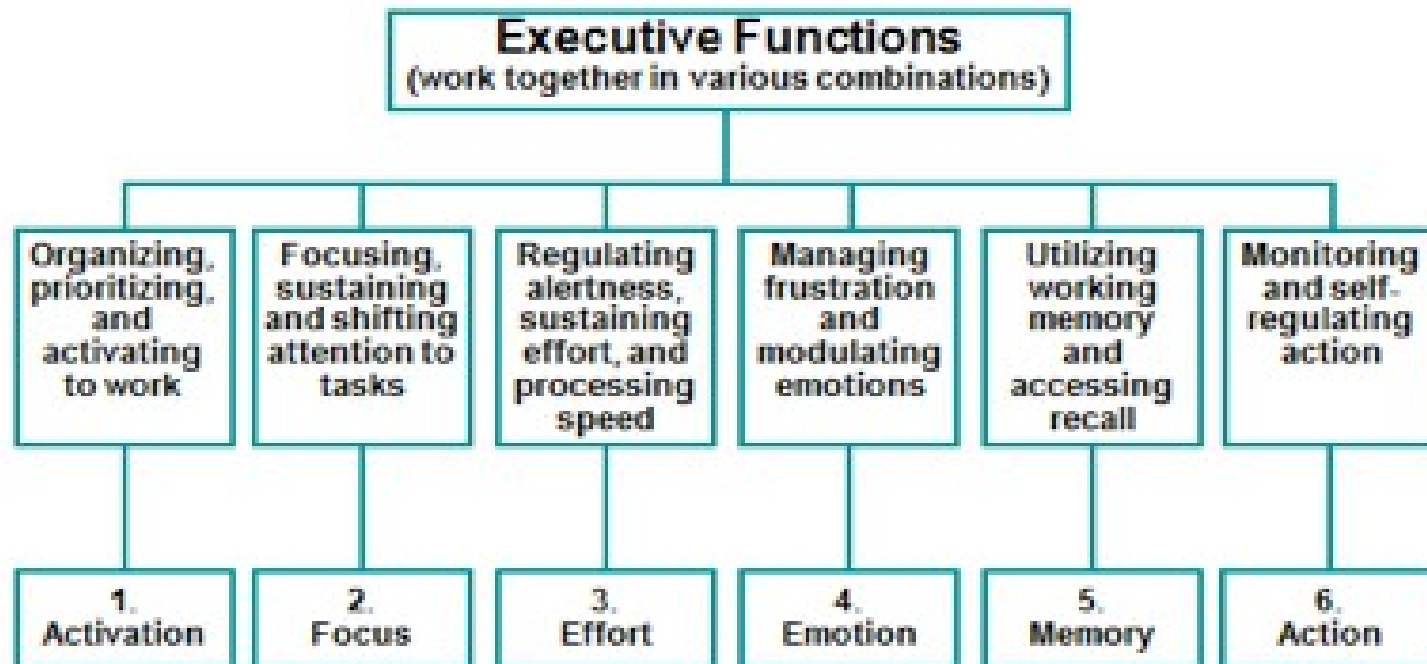 Executive Functions
(work together in various combinations)
Organizing,
prioritizing,
and
activating
to work
Focusing,
sustaining
and shifting
attention to
tasks
Regulating
alertness,
sustaining
effort, and
processing
speed
Managing
frustration
and
modulating
emotions
Utilizing
working
memory
and
accessing
recall
Monitoring
and self-
regulating
action
1.
Activation
2.
Focus
3.
Effort
4.
Emotion
5.
Memory
6.
Action